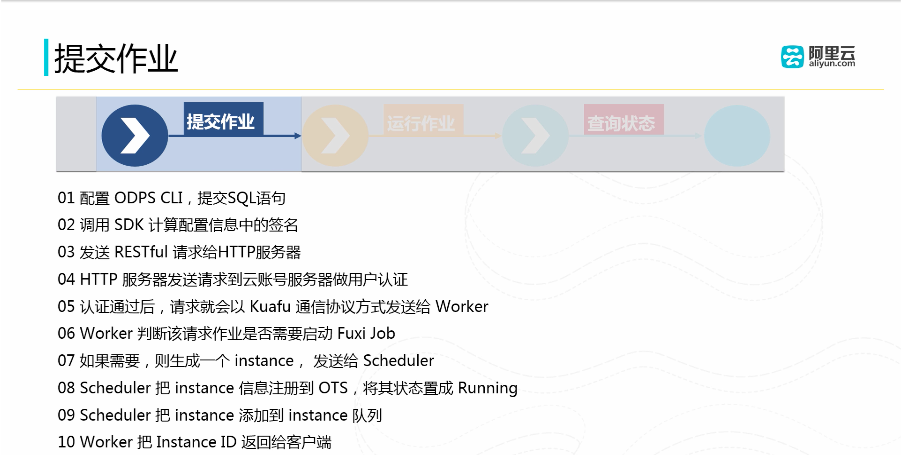 提交作业
阿里云
aliyun.com
提交作业
运行作业
查询状态
01 配置 ODPS CLI，提交SQL语句
02 调用 SDK 计算配置信息中的签名
03 发送 RESTful 请求给HTTP服务器
04 HTTP 服务器发送请求到云账号服务器做用户认证
05 认证通过后，请求就会以 Kuafu 通信协议方式发送给 Worker
06 Worker 判断该请求作业是否需要启动 Fuxi Job
07 如果需要，则生成一个 instance， 发送给 Scheduler
08 Scheduler 把 instance 信息注册到 OTS，将其状态置成 Running
09 Scheduler 把 instance 添加到 instance 队列
10 Worker 把 Instance ID 返回给客户端